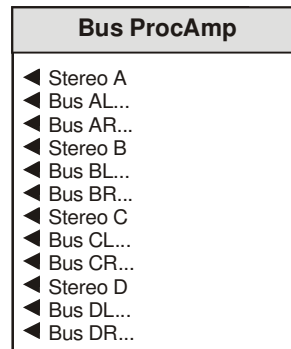 Bus ProcAmp
Stereo A
Bus AL...
Bus AR...
Stereo B
Bus BL...
Bus BR...
Stereo C
Bus CL...
Bus CR...
Stereo D
Bus DL...
Bus DR...